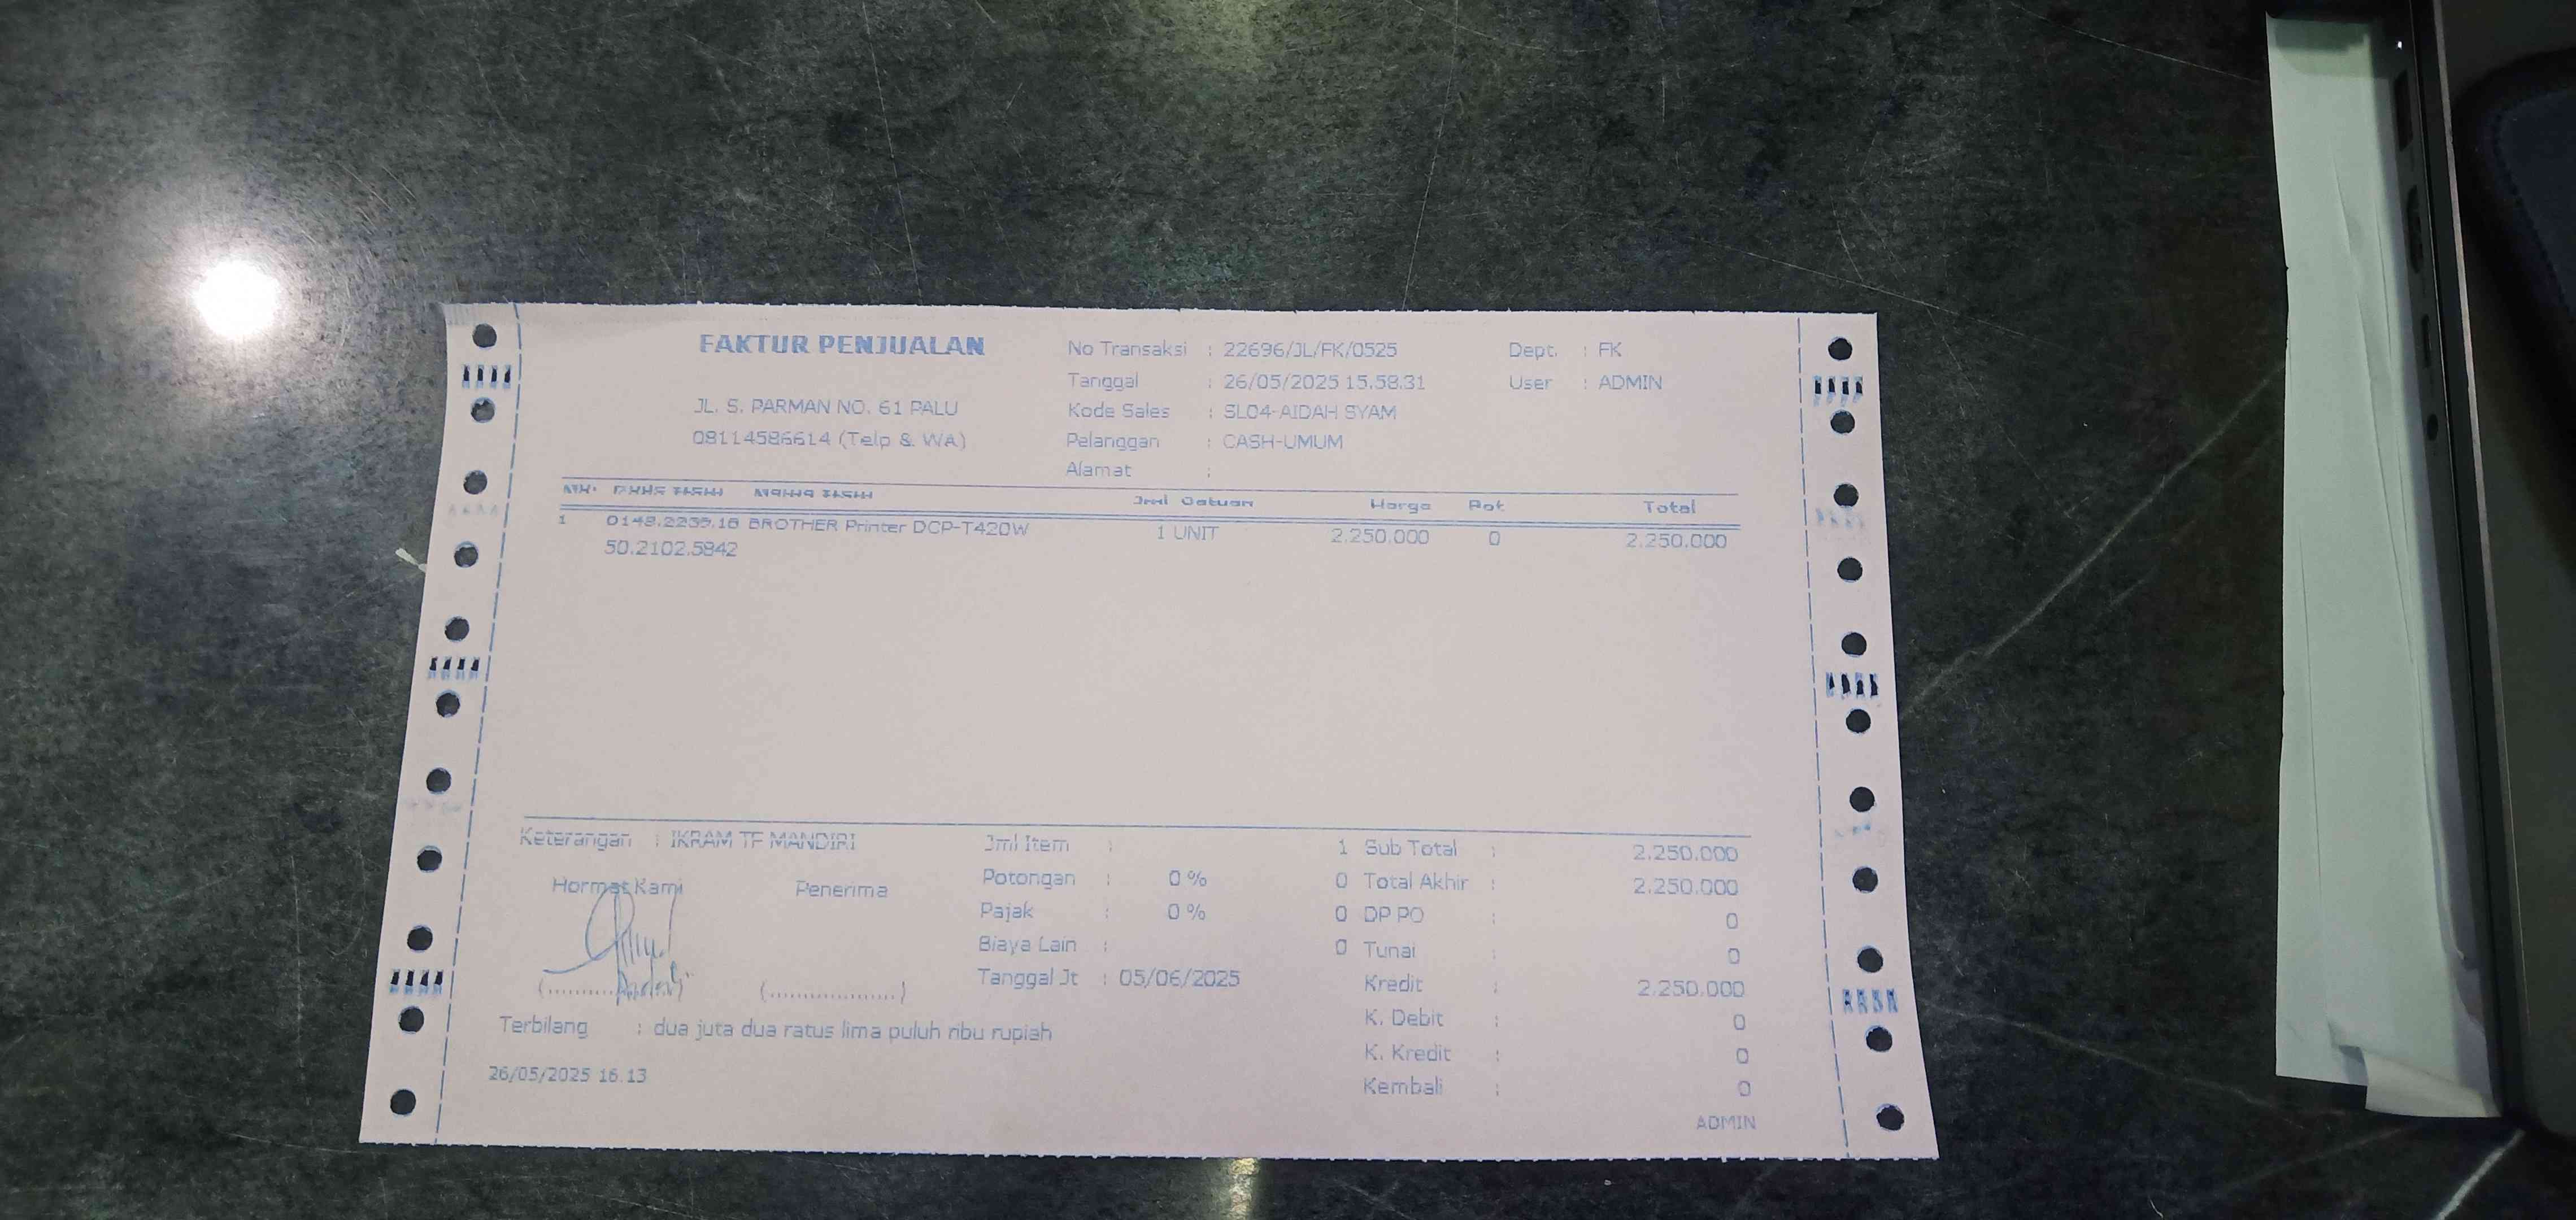 FAKTUR PENJUALAN
JL. S. PARMAN NO. 61 PALU
08114586614 (Telp & WA)
No Transaksi : 22696/JL/FK/0525
Tanggal : 26/05/2025 15.58.31
Kode Sales : SL04-AIDAH SYAM
Pelanggan : CASH-UMUM
Alamat :
Dept. : FK
User : ADMIN
Jml Satuan Harga Pot Total
1 0148.2239.18 BROTHER Printer DCP-T420W 1 UNIT 2.250.000 0 2.250.000
50.2102.5842
Keterangan : IKRAM TF MANDIRI
Hormat Kami Penerima
(..................) (..................)
Terbilang : dua juta dua ratus lima puluh ribu rupiah
26/05/2025 16.13
Jml Item : 1
Potongan : 0 % 0
Pajak : 0 % 0
Biaya Lain : 0
Tanggal Jt : 05/06/2025
Sub Total : 2.250.000
Total Akhir : 2.250.000
DP PO : 0
Tunai : 0
Kredit : 2.250.000
K. Debit : 0
K. Kredit : 0
Kembali : 0
ADMIN